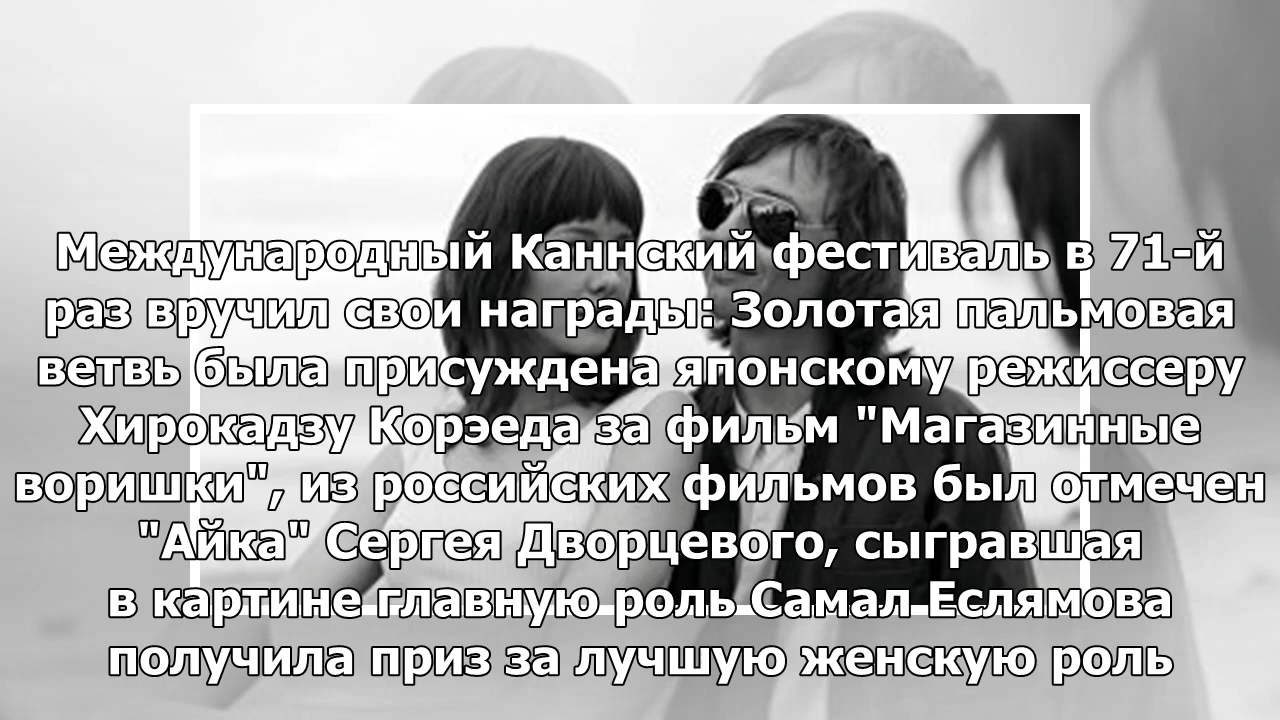 Международный Каннский фестиваль в 71-й
раз вручил свои награды: Золотая пальмовая
ветвь была присуждена японскому режиссеру
Хирокадзу Корэеда за фильм "Магазинные
воришки", из российских фильмов был отмечен
"Айка" Сергея Дворцевого, сыгравшая
в картине главную роль Самал Еслямова
получила приз за лучшую женскую роль